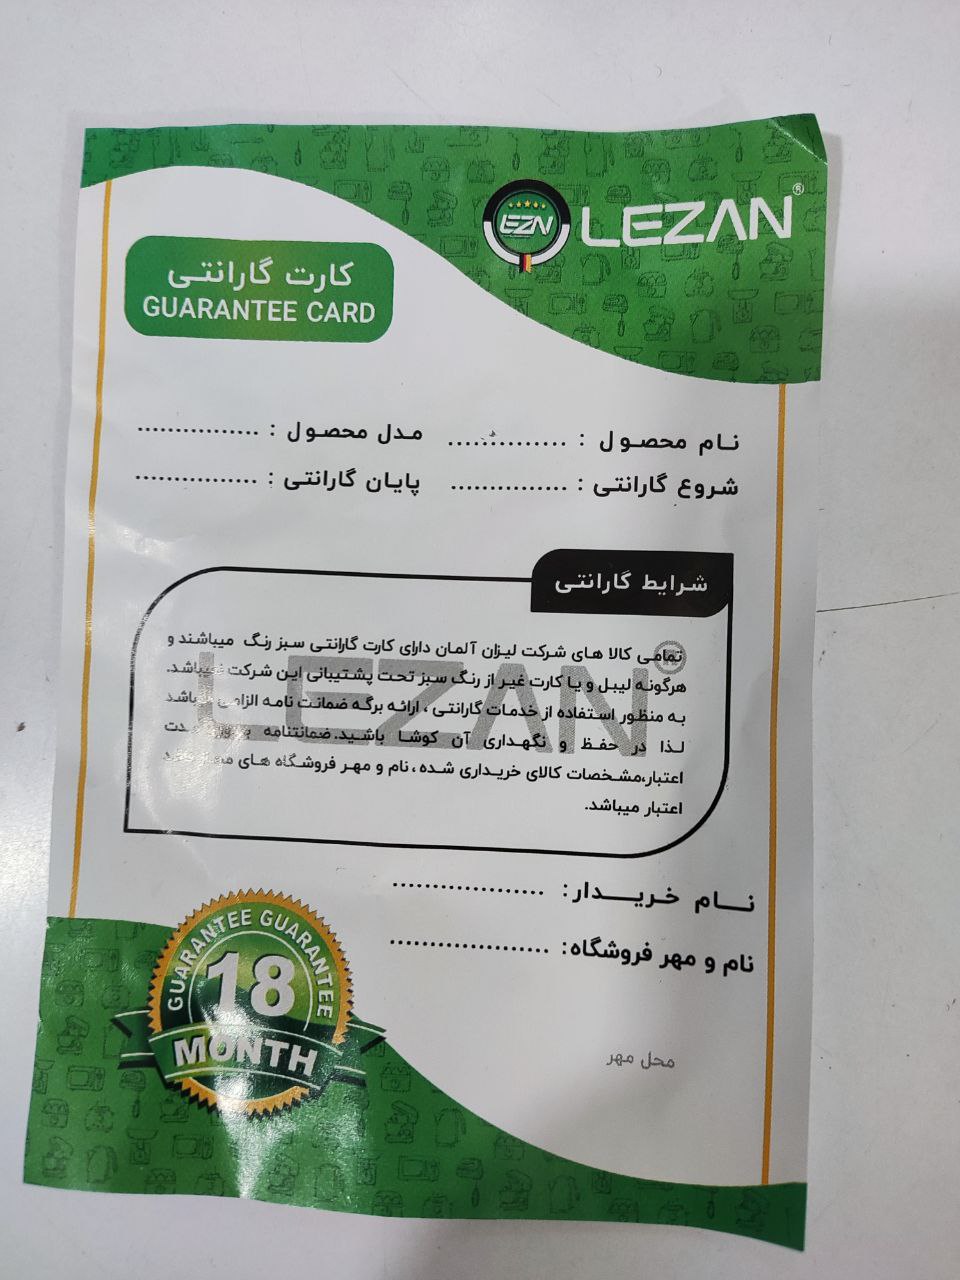 LEZAN®
LEZN
کارت گارانتی
GUARANTEE CARD
نام محصول : .............. مدل محصول : ................
شروع گارانتی : ............... پایان گارانتی : ................
شرایط گارانتی
تمامی کالا های شرکت لیزان آلمان دارای کارت گارانتی سبز رنگ میباشند و
هرگونه لیبل و یا کارت غیر از رنگ سبز تحت پشتیبانی این شرکت
به منظور استفاده از خدمات گارانتی ، ارائه برگه ضمانت نامه الزامی
لذا در حفظ و نگهداری آن کوشا باشید.ضمانتنامه
اعتبار،مشخصات کالای خریداری شده ، نام و مهر فروشگاه های
اعتبار میباشد.
LEZAN®
نام خریدار: ...................
نام و مهر فروشگاه: ....................
محل مهر
GUARANTEE GUARANTEE GUARANTEE
18
MONTH